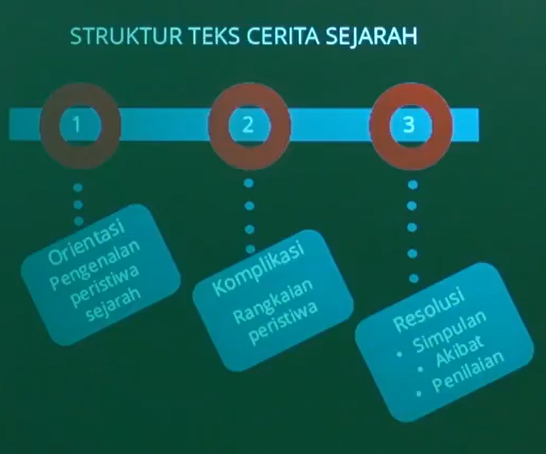 STRUKTUR TEKS CERITA SEJARAH
1
2
3
Orientasi
Pengenalan
peristiwa
sejarah
Komplikasi
Rangkaian
peristiwa
Resolusi
• Simpulan
• Akibat
• Penilaian